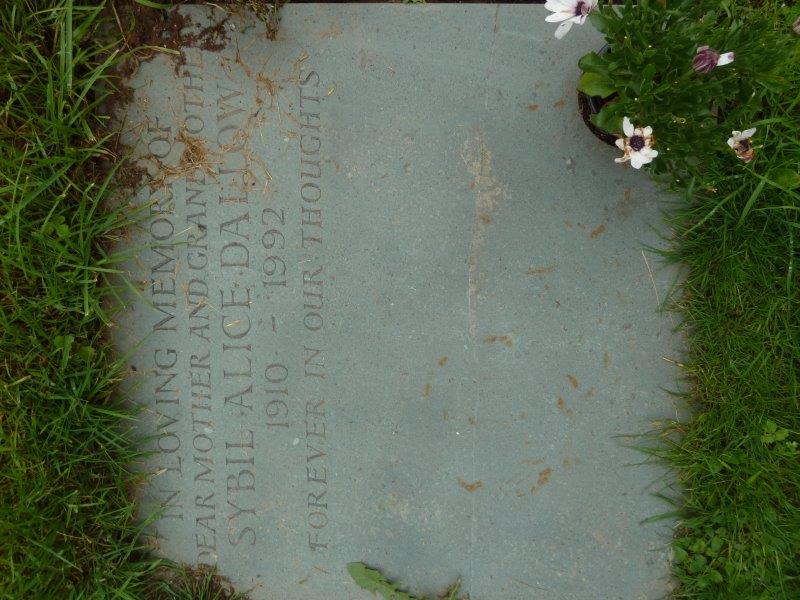 IN LOVING MEMORY OF
DEAR MOTHER AND GRANDMOTHER
SYBIL ALICE DALLOW
1910 - 1992
FOREVER IN OUR THOUGHTS